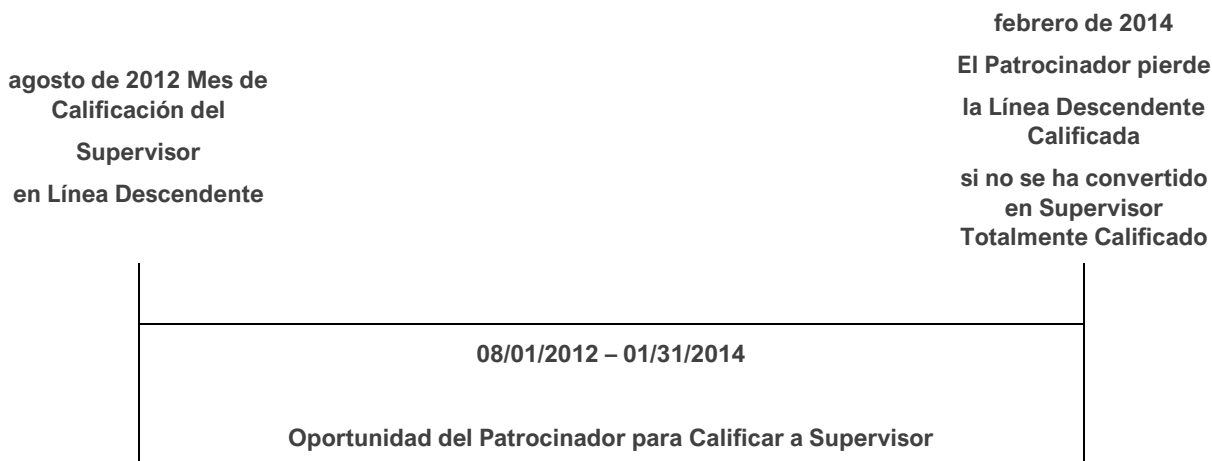 agosto de 2012 Mes de
Calificación del
Supervisor
en Línea Descendente
febrero de 2014
El Patrocinador pierde
la Línea Descendente
Calificada
si no se ha convertido
en Supervisor
Totalmente Calificado
08/01/2012 – 01/31/2014
Oportunidad del Patrocinador para Calificar a Supervisor